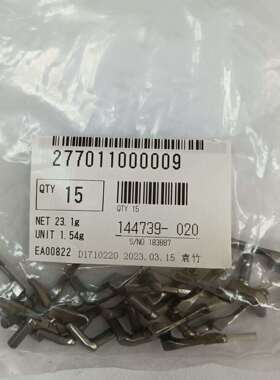 277011000009
QTY 15
QTY 15
NET 23.1g
UNIT 1.54g
144739- 020
S/NO 183887
EA00822 D1710220 2023.03.15 袁竹